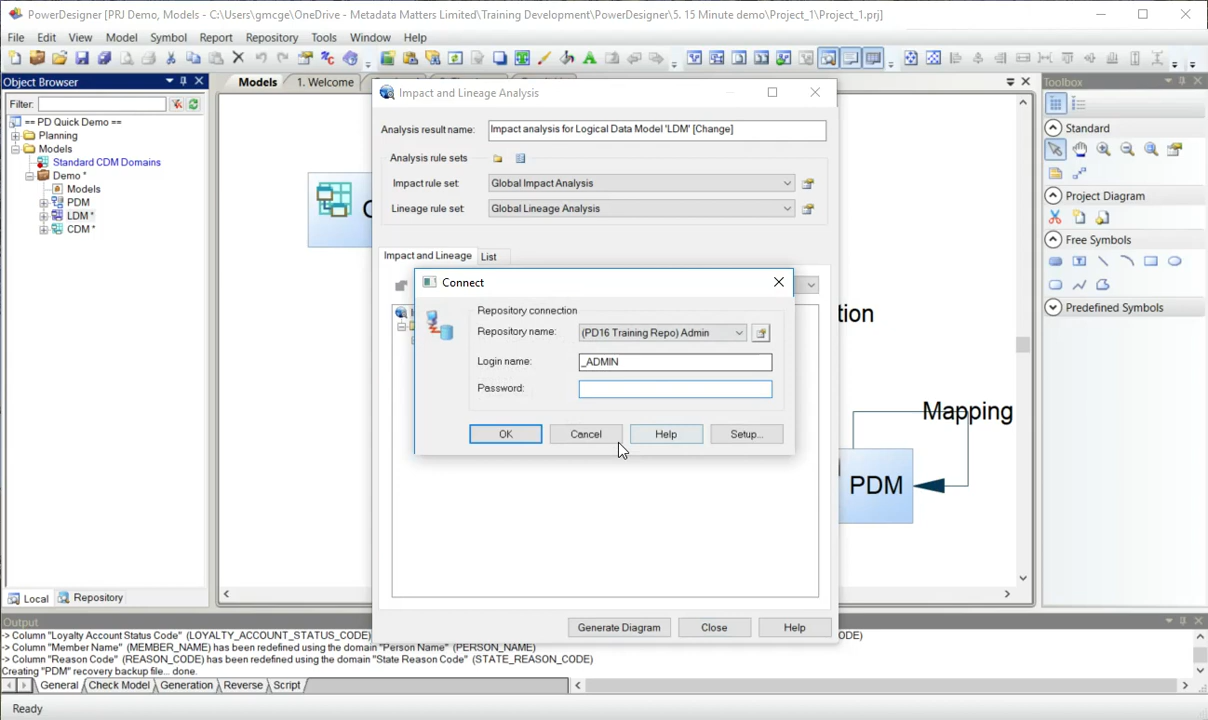 PowerDesigner [PRJ Demo, Models - C:\Users\gmcge\OneDrive - Metadata Matters Limited\Training Development\PowerDesigner\5. 15 Minute demo\Project_1\Project_1.prj]
File Edit View Model Symbol Report Repository Tools Window Help
Object Browser
Models
1. Welcome
Impact and Lineage Analysis
Toolbox
Filter:
== PD Quick Demo ==
Planning
Models
Standard CDM Domains
Demo *
Models
PDM
LDM *
CDM *
Local
Repository
Analysis result name:
Impact analysis for Logical Data Model 'LDM' [Change]
Analysis rule sets
Impact rule set:
Global Impact Analysis
Lineage rule set:
Global Lineage Analysis
Impact and Lineage
List
Connect
Repository connection
Repository name:
(PD16 Training Repo) Admin
Login name:
_ADMIN
Password:
OK
Cancel
Help
Setup...
tion
Mapping
PDM
Generate Diagram
Close
Help
Standard
Project Diagram
Free Symbols
Predefined Symbols
Output
-> Column "Loyalty Account Status Code" (LOYALTY_ACCOUNT_STATUS_CODE)
DE)
-> Column "Member Name" (MEMBER_NAME) has been redefined using the domain "Person Name" (PERSON_NAME)
-> Column "Reason Code" (REASON_CODE) has been redefined using the domain "State Reason Code" (STATE_REASON_CODE)
Creating "PDM" recovery backup file... done.
General Check Model Generation Reverse Script
Ready